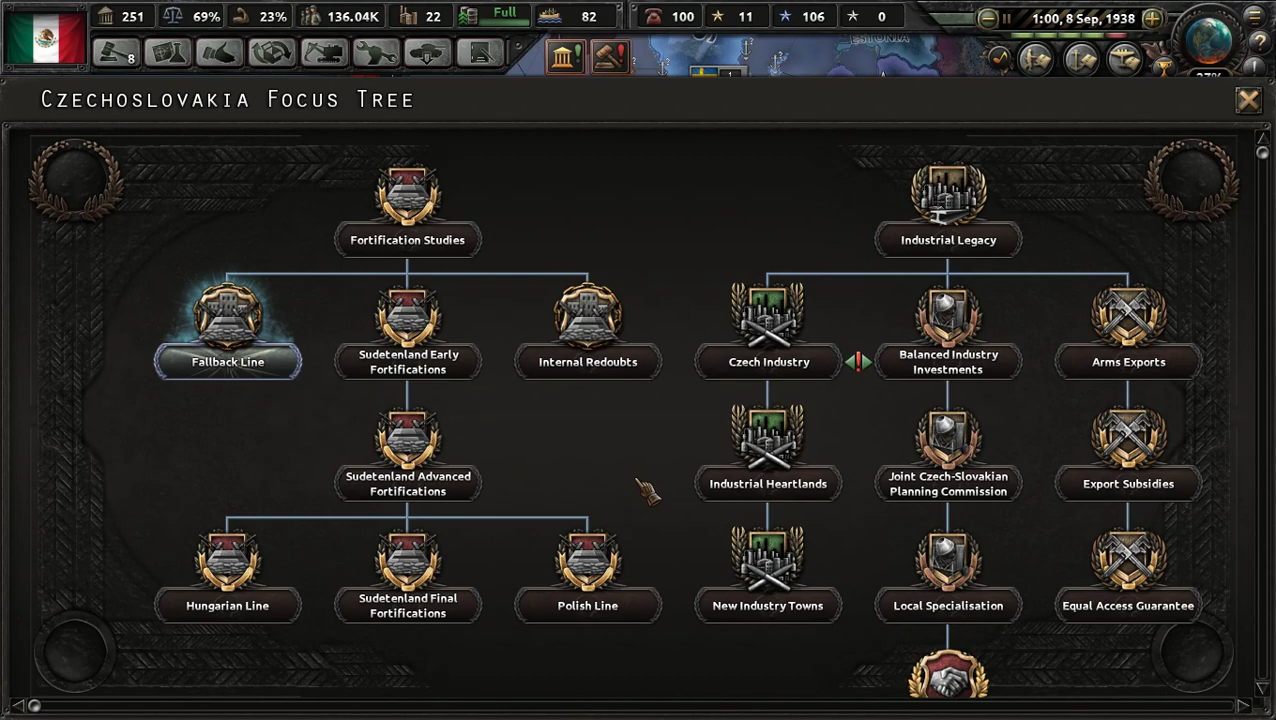 251 69% 23% 136.04K 22 Full 82 100 11 106 0 1:00, 8 Sep, 1938
8
ESTONIA
1
Czechoslovakia Focus Tree
Fortification Studies
Industrial Legacy
Fallback Line
Sudetenland Early
Fortifications
Internal Redoubts
Czech Industry
Balanced Industry
Investments
Arms Exports
Sudetenland Advanced
Fortifications
Industrial Heartlands
Joint Czech-Slovakian
Planning Commission
Export Subsidies
Hungarian Line
Sudetenland Final
Fortifications
Polish Line
New Industry Towns
Local Specialisation
Equal Access Guarantee